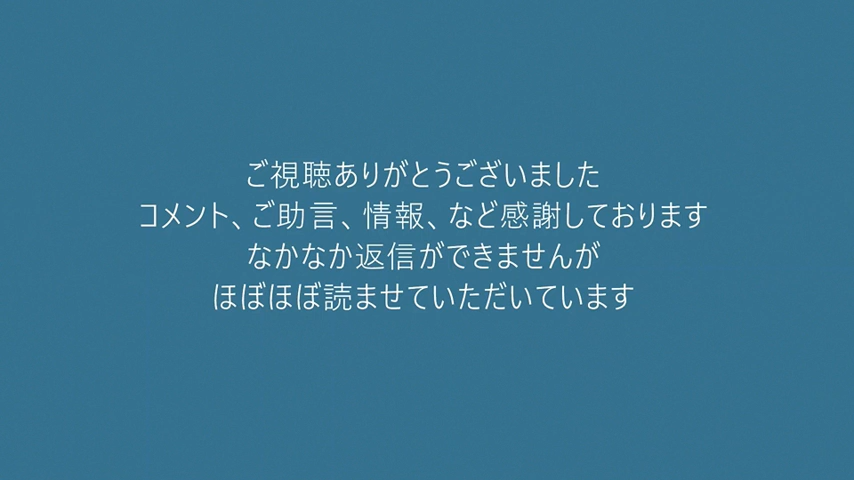 ご視聴ありがとうございました
コメント、ご助言、情報、など感謝しております
なかなか返信ができませんが
ほぼほぼ読ませていただいています